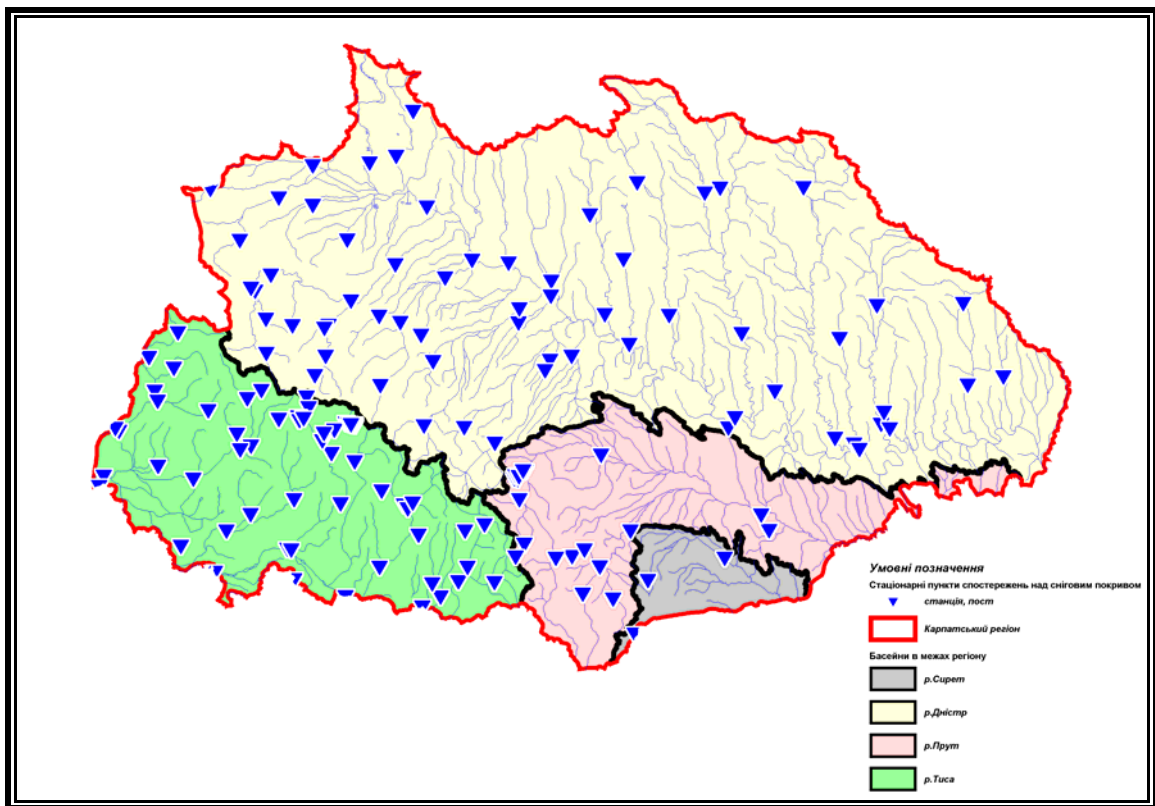 Умовні позначення
Стаціонарні пункти спостережень над сніговим покривом
станція, пост
Карпатський регіон
Басейни в межах регіону
р.Сирет
р.Дністр
р.Прут
р.Тиса